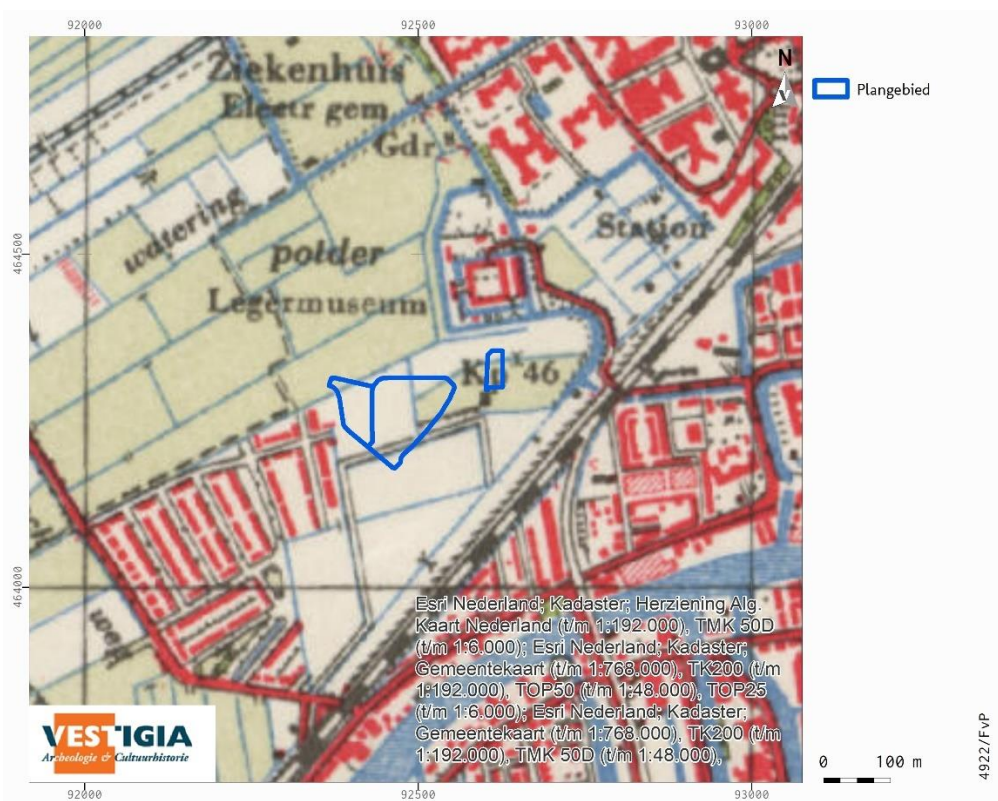 92000 92500 93000
N
Plangebied
Ziekenhuis
Electr gem
Gdr
watering
Station
464500
polder
Legermuseum
46
464000
weg
Esri Nederland; Kadaster; Herziening Alg.
Kaart Nederland (t/m 1:192.000), TMK 50D
(t/m 1:6.000); Esri Nederland; Kadaster;
Gemeentekaart (t/m 1:768.000), TK200 (t/m
1:192.000), TOP50 (t/m 1:48.000), TOP25
(t/m 1:6.000); Esri Nederland; Kadaster;
Gemeentekaart (t/m 1:768.000), TK200 (t/m
1:192.000), TMK 50D (t/m 1:48.000),
VESTIGIA
Archeologie & Cultuurhistorie
0 100 m
4922/FvP
92000 92500 93000